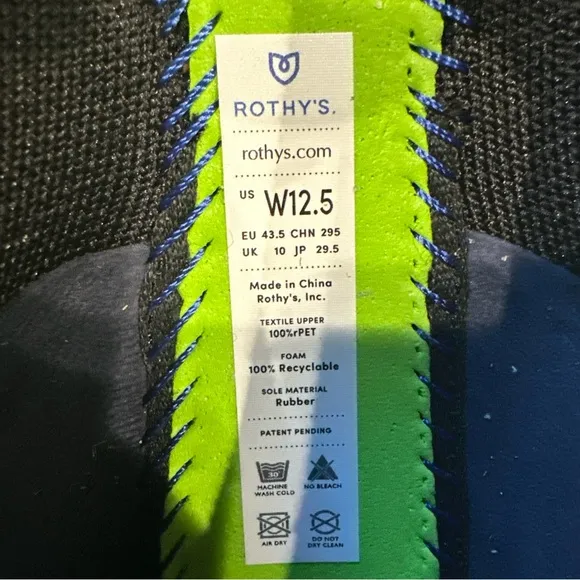 ROTHY'S.
rothys.com
US W12.5
EU 43.5 CHN 295
UK 10 JP 29.5
Made in China
Rothy's, Inc.
TEXTILE UPPER
100%rPET
FOAM
100% Recyclable
SOLE MATERIAL
Rubber
PATENT PENDING
30°
MACHINE WASH COLD
NO BLEACH
AIR DRY
DO NOT DRY CLEAN